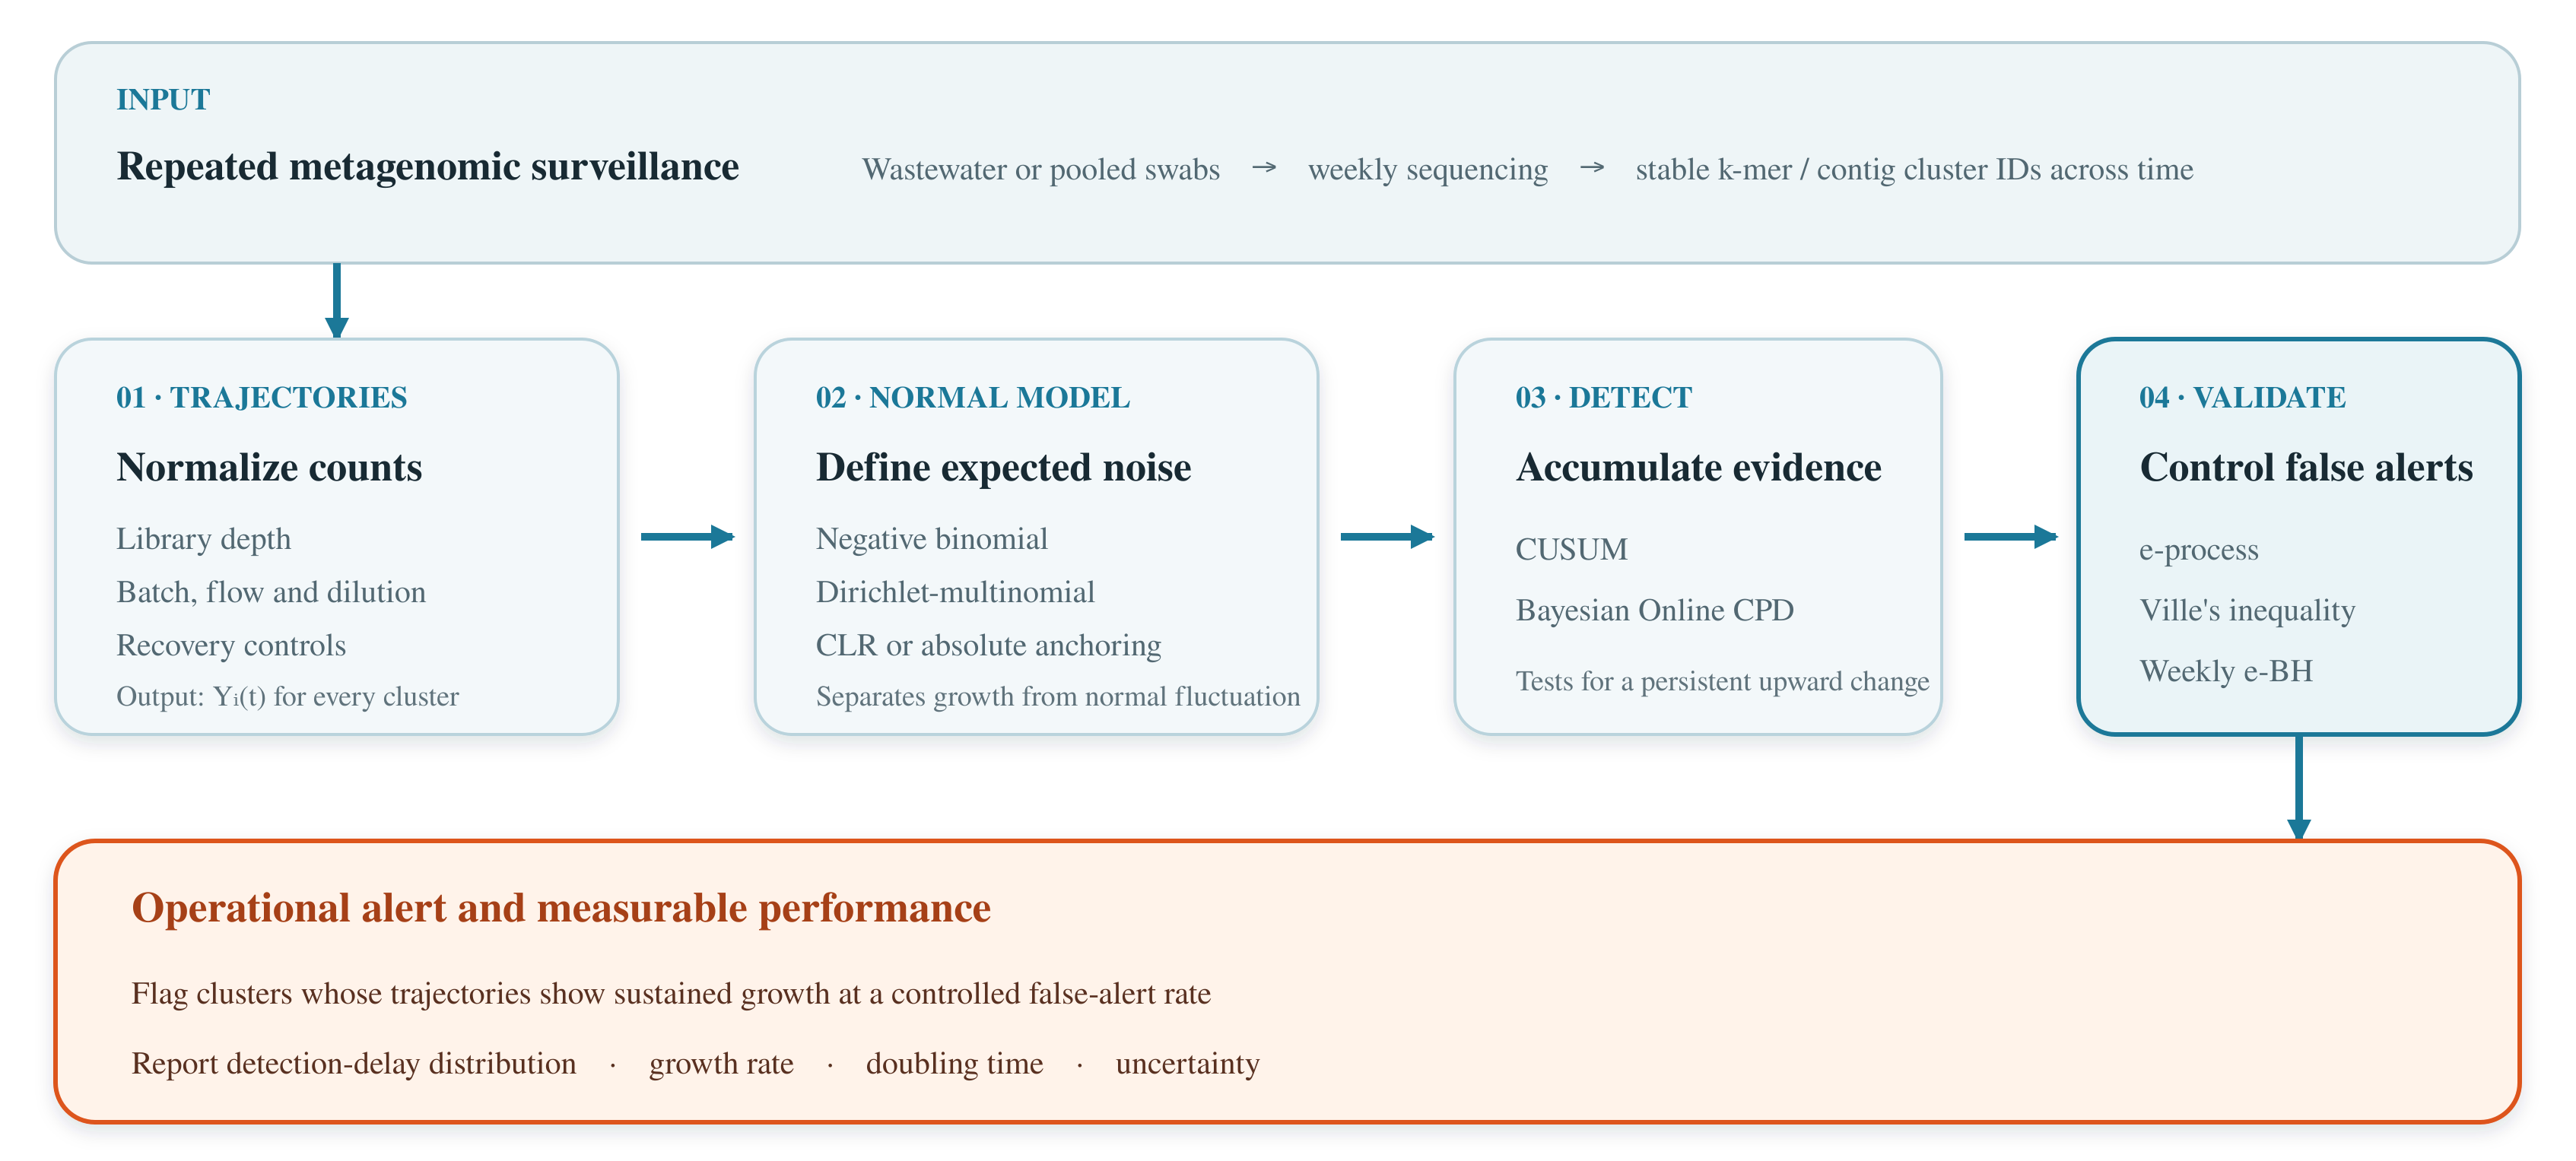 INPUT
Repeated metagenomic surveillance Wastewater or pooled swabs → weekly sequencing → stable k-mer / contig cluster IDs across time
01 · TRAJECTORIES
Normalize counts
Library depth
Batch, flow and dilution
Recovery controls
Output: Yᵢ(t) for every cluster
02 · NORMAL MODEL
Define expected noise
Negative binomial
Dirichlet-multinomial
CLR or absolute anchoring
Separates growth from normal fluctuation
03 · DETECT
Accumulate evidence
CUSUM
Bayesian Online CPD
Tests for a persistent upward change
04 · VALIDATE
Control false alerts
e-process
Ville's inequality
Weekly e-BH
Operational alert and measurable performance
Flag clusters whose trajectories show sustained growth at a controlled false-alert rate
Report detection-delay distribution · growth rate · doubling time · uncertainty